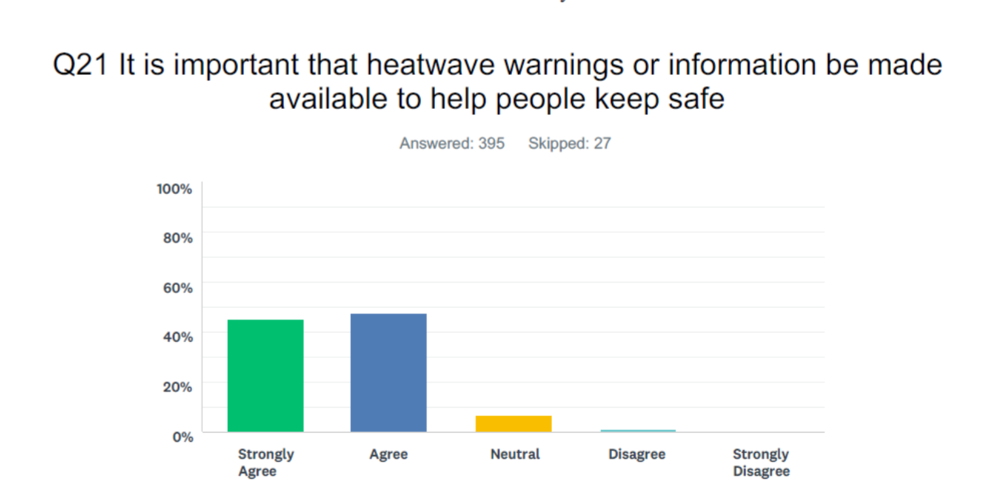 Q21 It is important that heatwave warnings or information be made
available to help people keep safe
Answered: 395 Skipped: 27
100%
80%
60%
40%
20%
0%
Strongly Agree Neutral Disagree Strongly
Agree Disagree